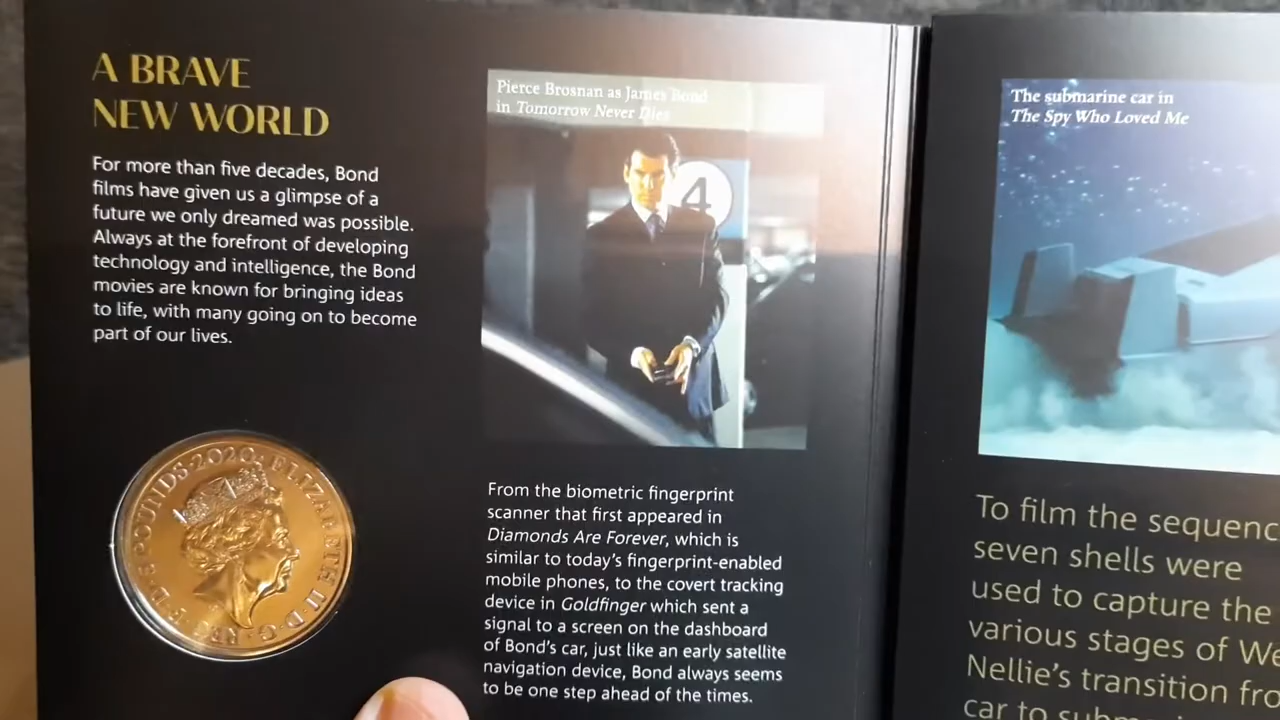 A BRAVE
NEW WORLD
For more than five decades, Bond
films have given us a glimpse of a
future we only dreamed was possible.
Always at the forefront of developing
technology and intelligence, the Bond
movies are known for bringing ideas
to life, with many going on to become
part of our lives.
POUNDS·2020·ELIZABETH II·D·G·REG·F·D·5
Pierce Brosnan as James Bond
in Tomorrow Never Dies
4
From the biometric fingerprint
scanner that first appeared in
Diamonds Are Forever, which is
similar to today's fingerprint-enabled
mobile phones, to the covert tracking
device in Goldfinger which sent a
signal to a screen on the dashboard
of Bond's car, just like an early satellite
navigation device, Bond always seems
to be one step ahead of the times.
The submarine car in
The Spy Who Loved Me
To film the
seven shells were
used to capture the
various stages of
Nellie's transition
car to